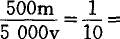 500m/5 000v = 1/10 =